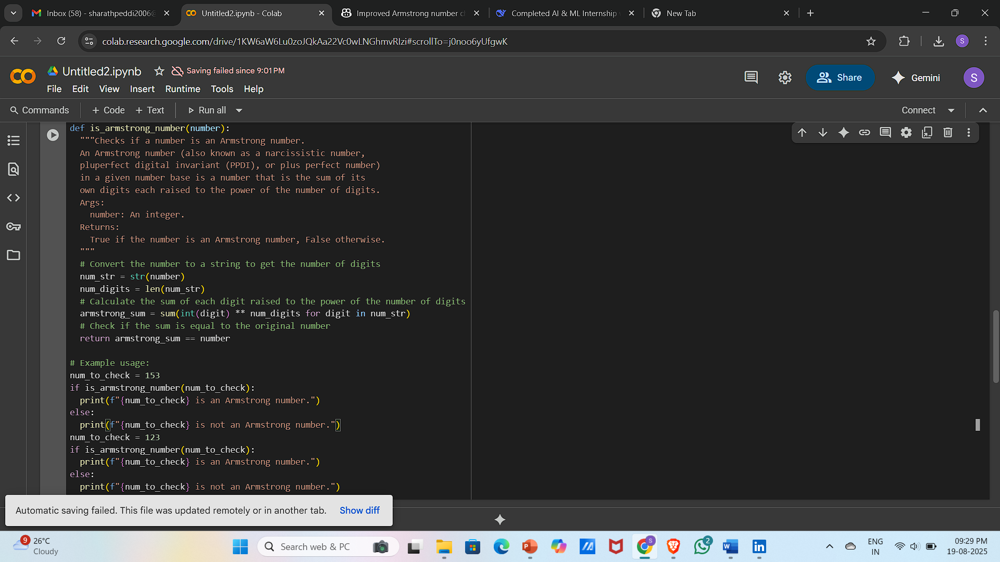 Inbox (58) - sharathpeddi2006@
Untitled2.ipynb - Colab
Improved Armstrong number c
Completed AI & ML Internship
New Tab
colab.research.google.com/drive/1KW6aW6Lu0zoJQkAa22Vc0wLNGhmvRIzi#scrollTo=j0noo6yUfgwK
S
CO
Untitled2.ipynb
Saving failed since 9:01 PM
File Edit View Insert Runtime Tools Help
Share
Gemini
S
Commands
+ Code + Text
Run all
Connect
def is_armstrong_number(number):
"""Checks if a number is an Armstrong number.
An Armstrong number (also known as a narcissistic number,
pluperfect digital invariant (PPDI), or plus perfect number)
in a given number base is a number that is the sum of its
own digits each raised to the power of the number of digits.
Args:
number: An integer.
Returns:
True if the number is an Armstrong number, False otherwise.
"""
# Convert the number to a string to get the number of digits
num_str = str(number)
num_digits = len(num_str)
# Calculate the sum of each digit raised to the power of the number of digits
armstrong_sum = sum(int(digit) ** num_digits for digit in num_str)
# Check if the sum is equal to the original number
return armstrong_sum == number
# Example usage:
num_to_check = 153
if is_armstrong_number(num_to_check):
print(f"{num_to_check} is an Armstrong number.")
else:
print(f"{num_to_check} is not an Armstrong number.")
num_to_check = 123
if is_armstrong_number(num_to_check):
print(f"{num_to_check} is an Armstrong number.")
else:
print(f"{num_to_check} is not an Armstrong number.")
Automatic saving failed. This file was updated remotely or in another tab. Show diff
9
26°C
Cloudy
Search web & PC
2
ENG
IN
09:29 PM
19-08-2025